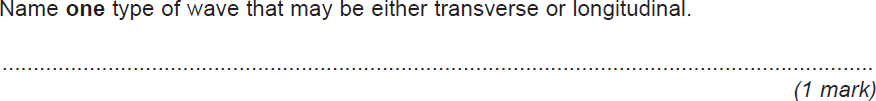 Name one type of wave that may be either transverse or longitudinal.
....................................................................................................................................................
(1 mark)